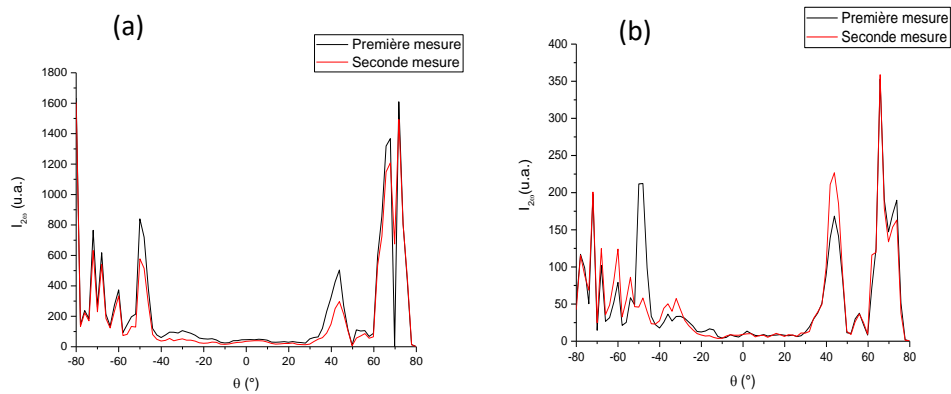 (a)
Première mesure
Seconde mesure
1800
1600
1400
1200
1000
800
600
400
200
0
I2ω (u.a.)
-80 -60 -40 -20 0 20 40 60 80
θ (°)
(b)
Première mesure
Seconde mesure
400
350
300
250
200
150
100
50
0
I2ω(u.a.)
-80 -60 -40 -20 0 20 40 60 80
θ (°)